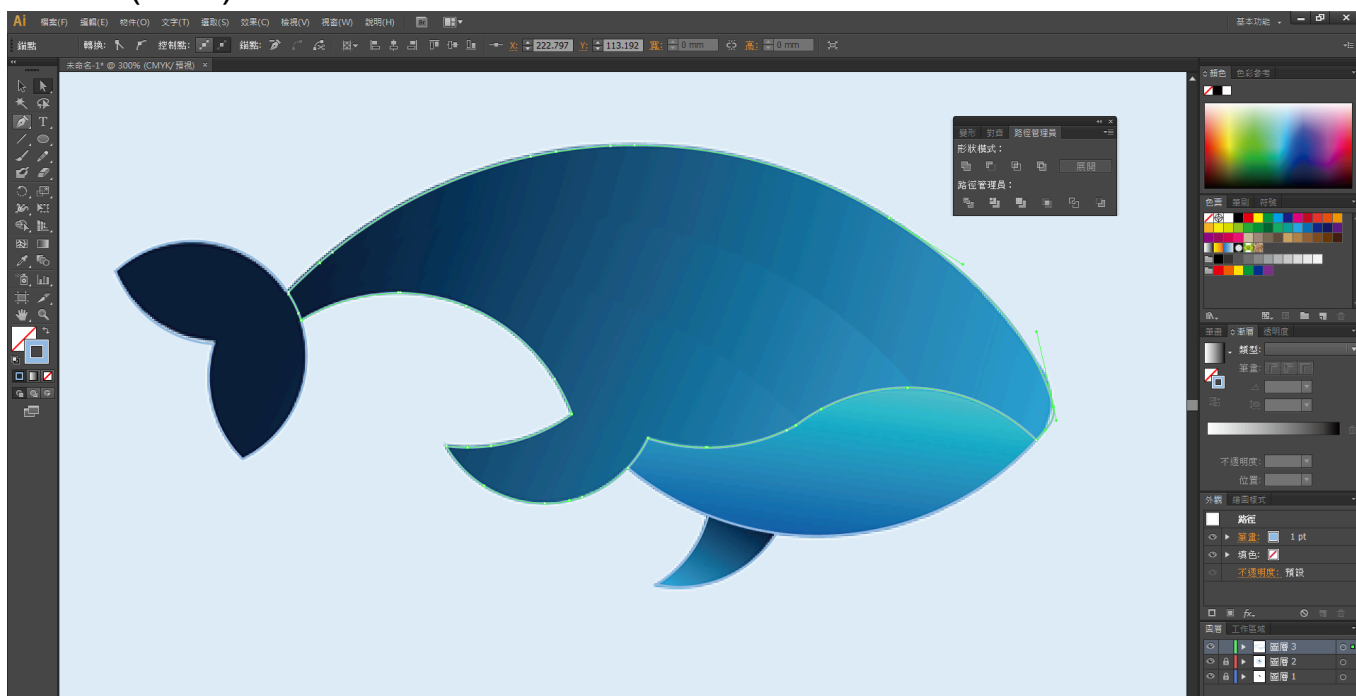 Ai 檔案(F) 編輯(E) 物件(O) 文字(T) 選取(S) 效果(C) 檢視(V) 視窗(W) 說明(H) Br 基本功能
錨點 轉換: 控制點: 錨點: X: 222.797 Y: 113.192 寬: 0 mm 高: 0 mm
未命名-1* @ 300% (CMYK/預視) ×
顏色 色彩參考
變形 對齊 路徑管理員
形狀模式:
展開
路徑管理員:
色票 筆刷 符號
筆畫 漸層 透明度
類型:
筆畫:
不透明度:
位置:
外觀 繪圖樣式
路徑
筆畫: 1 pt
填色:
不透明度: 預設
fx.
圖層 工作區域
圖層 3
圖層 2
圖層 1